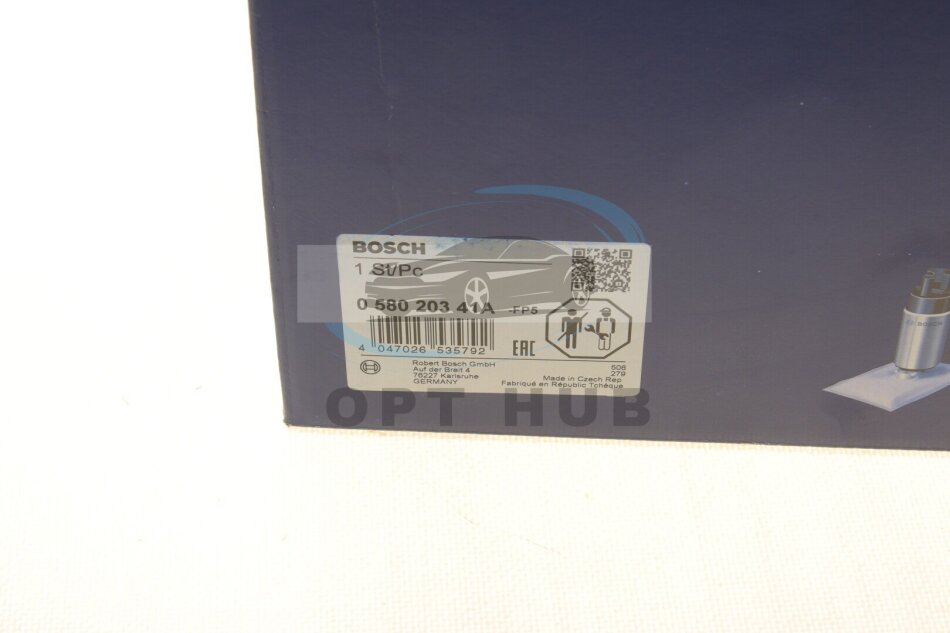 BOSCH
1 St/Pc
0 580 203 41A -FP5
4 047026 535792
EAC
Robert Bosch GmbH
Auf der Breit 4
76227 Karlsruhe
GERMANY
506
279
Made in Czech Rep
Fabriqué en République Tchèque
OPT HUB
BOSCH